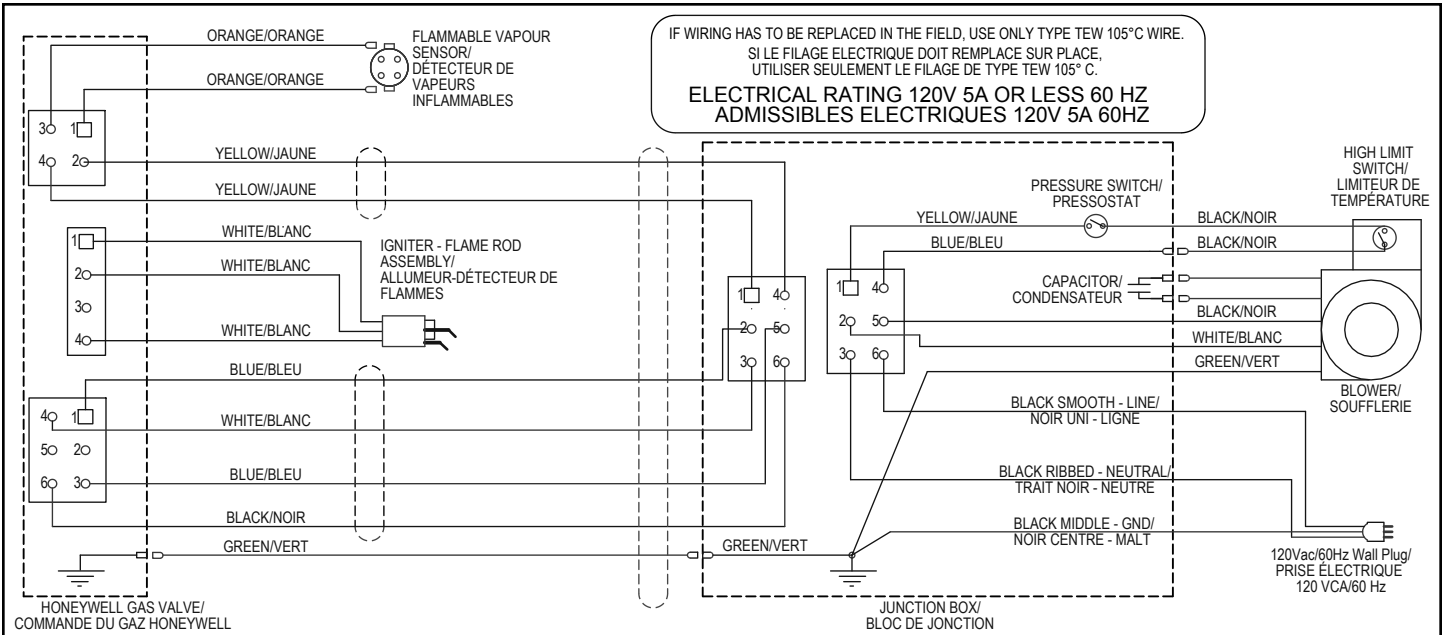 IF WIRING HAS TO BE REPLACED IN THE FIELD, USE ONLY TYPE TEW 105°C WIRE.
SI LE FILAGE ELECTRIQUE DOIT REMPLACE SUR PLACE,
UTILISER SEULEMENT LE FILAGE DE TYPE TEW 105° C.
ELECTRICAL RATING 120V 5A OR LESS 60 HZ
ADMISSIBLES ELECTRIQUES 120V 5A 60HZ
ORANGE/ORANGE
ORANGE/ORANGE
FLAMMABLE VAPOUR
SENSOR/
DÉTECTEUR DE
VAPEURS
INFLAMMABLES
3 1
4 2
YELLOW/JAUNE
YELLOW/JAUNE
1
2
3
4
WHITE/BLANC
WHITE/BLANC
WHITE/BLANC
IGNITER - FLAME ROD
ASSEMBLY/
ALLUMEUR-DÉTECTEUR DE
FLAMMES
4 1
5 2
6 3
BLUE/BLEU
WHITE/BLANC
BLUE/BLEU
BLACK/NOIR
GREEN/VERT
HONEYWELL GAS VALVE/
COMMANDE DU GAZ HONEYWELL
1 4
2 5
3 6
1 4
2 5
3 6
YELLOW/JAUNE
BLUE/BLEU
PRESSURE SWITCH/
PRESSOSTAT
CAPACITOR/
CONDENSATEUR
BLACK SMOOTH - LINE/
NOIR UNI - LIGNE
BLACK RIBBED - NEUTRAL/
TRAIT NOIR - NEUTRE
BLACK MIDDLE - GND/
NOIR CENTRE - MALT
GREEN/VERT
JUNCTION BOX/
BLOC DE JONCTION
HIGH LIMIT
SWITCH/
LIMITEUR DE
TEMPÉRATURE
BLACK/NOIR
BLACK/NOIR
BLACK/NOIR
WHITE/BLANC
GREEN/VERT
BLOWER/
SOUFFLERIE
120Vac/60Hz Wall Plug/
PRISE ÉLECTRIQUE
120 VCA/60 Hz